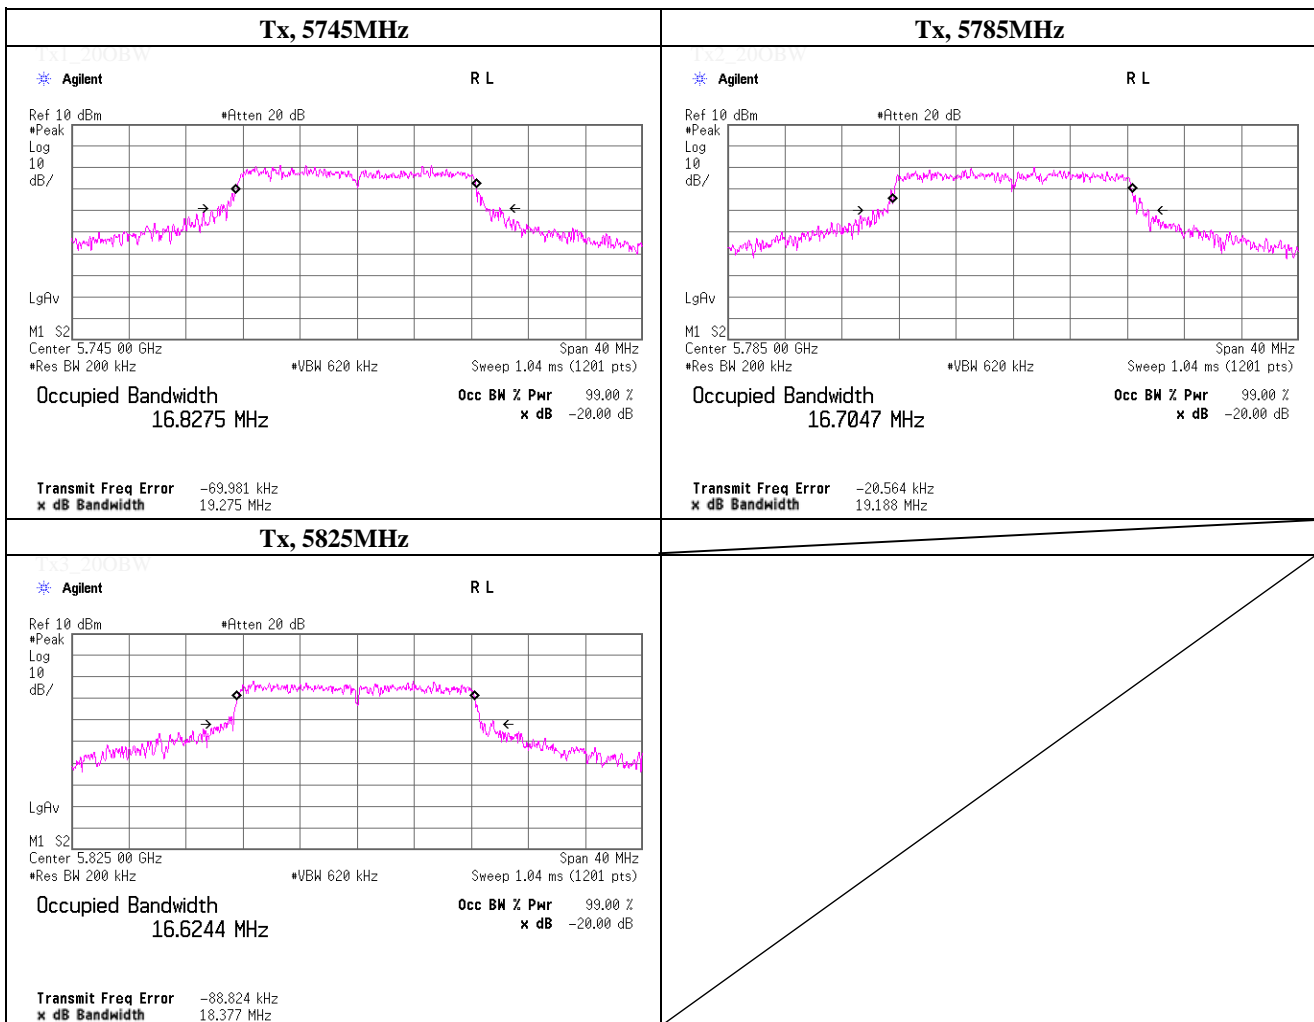 Tx, 5745MHz
Tx1_20OBW
Agilent
R L
Ref 10 dBm #Atten 20 dB
#Peak
Log
10
dB/
LgAv
M1 S2
Center 5.745 00 GHz Span 40 MHz
#Res BW 200 kHz #VBW 620 kHz Sweep 1.04 ms (1201 pts)
Occupied Bandwidth Occ BW % Pwr 99.00 %
16.8275 MHz x dB -20.00 dB
Transmit Freq Error -69.981 kHz
x dB Bandwidth 19.275 MHz
Tx, 5785MHz
Tx2_20OBW
Agilent
R L
Ref 10 dBm #Atten 20 dB
#Peak
Log
10
dB/
LgAv
M1 S2
Center 5.785 00 GHz Span 40 MHz
#Res BW 200 kHz #VBW 620 kHz Sweep 1.04 ms (1201 pts)
Occupied Bandwidth Occ BW % Pwr 99.00 %
16.7047 MHz x dB -20.00 dB
Transmit Freq Error -20.564 kHz
x dB Bandwidth 19.188 MHz
Tx, 5825MHz
Tx3_20OBW
Agilent
R L
Ref 10 dBm #Atten 20 dB
#Peak
Log
10
dB/
LgAv
M1 S2
Center 5.825 00 GHz Span 40 MHz
#Res BW 200 kHz #VBW 620 kHz Sweep 1.04 ms (1201 pts)
Occupied Bandwidth Occ BW % Pwr 99.00 %
16.6244 MHz x dB -20.00 dB
Transmit Freq Error -88.824 kHz
x dB Bandwidth 18.377 MHz